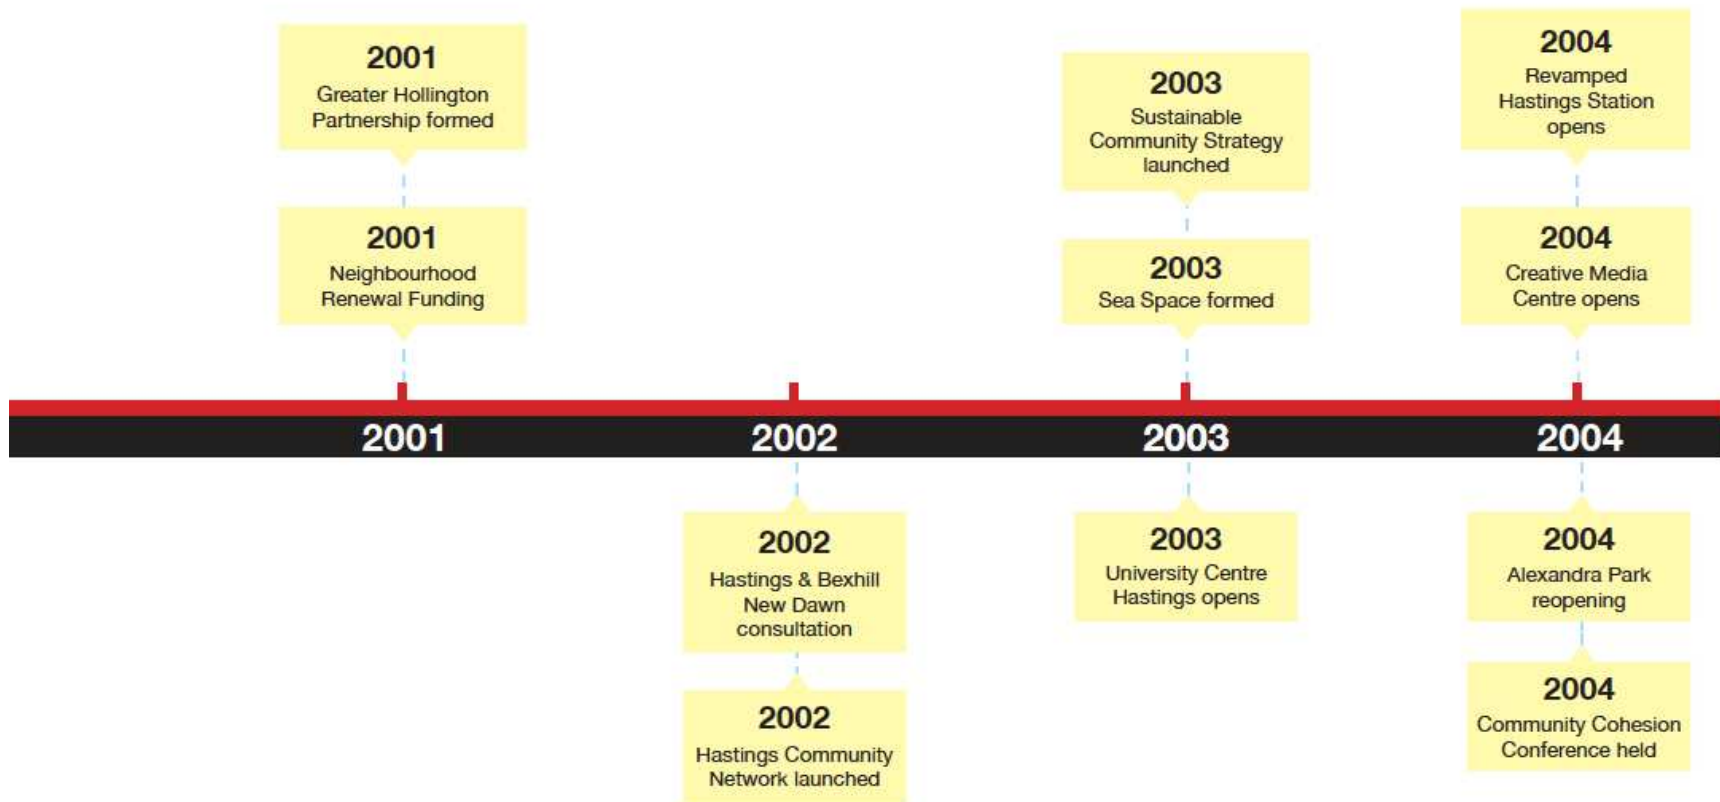 2001
Greater Hollington
Partnership formed
2001
Neighbourhood
Renewal Funding
2003
Sustainable
Community Strategy
launched
2003
Sea Space formed
2004
Revamped
Hastings Station
opens
2004
Creative Media
Centre opens
2001
2002
2003
2004
2002
Hastings & Bexhill
New Dawn
consultation
2002
Hastings Community
Network launched
2003
University Centre
Hastings opens
2004
Alexandra Park
reopening
2004
Community Cohesion
Conference held